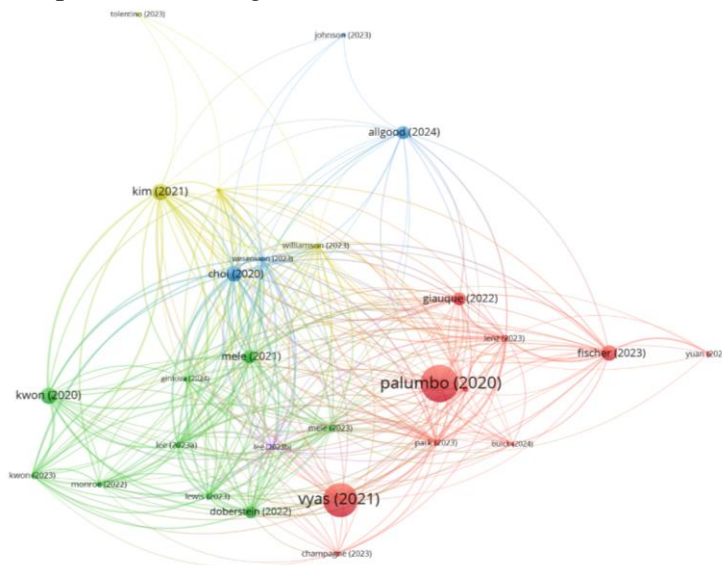 tolentino (2023)
johnson (2023)
allgood (2024)
kim (2021)
williamson (2023)
choi (2020)
giauque (2022)
lenz (2023)
fischer (2023)
mele (2021)
palumbo (2020)
kwon (2020)
mele (2023)
lee (2023a)
lee (2023b)
park (2023)
kwon (2023)
monroe (2022)
lewis (2023)
vyas (2021)
doberstein (2022)
champagne (2023)